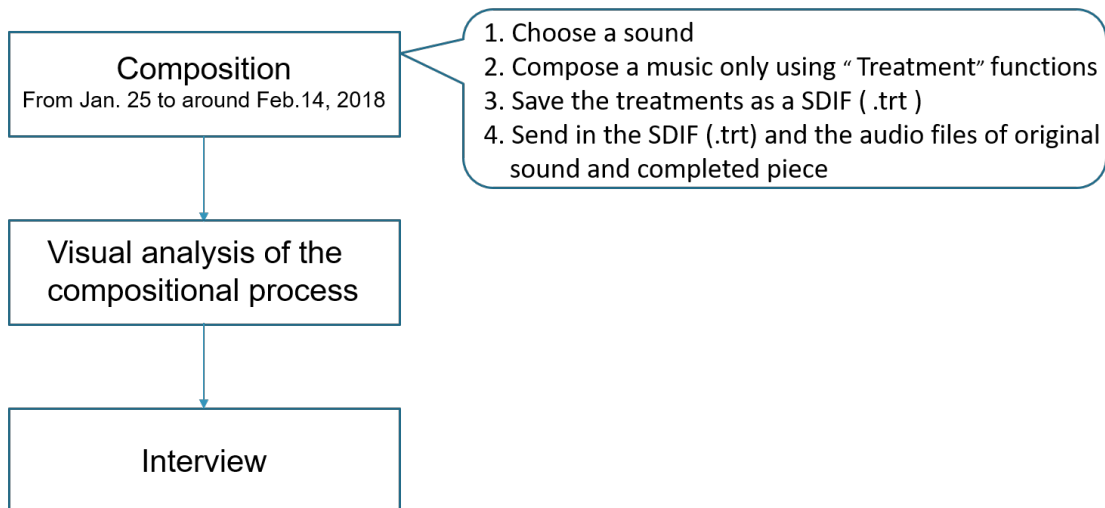 Composition
From Jan. 25 to around Feb.14, 2018
1. Choose a sound
2. Compose a music only using “ Treatment” functions
3. Save the treatments as a SDIF ( .trt )
4. Send in the SDIF (.trt) and the audio files of original
sound and completed piece
Visual analysis of the
compositional process
Interview